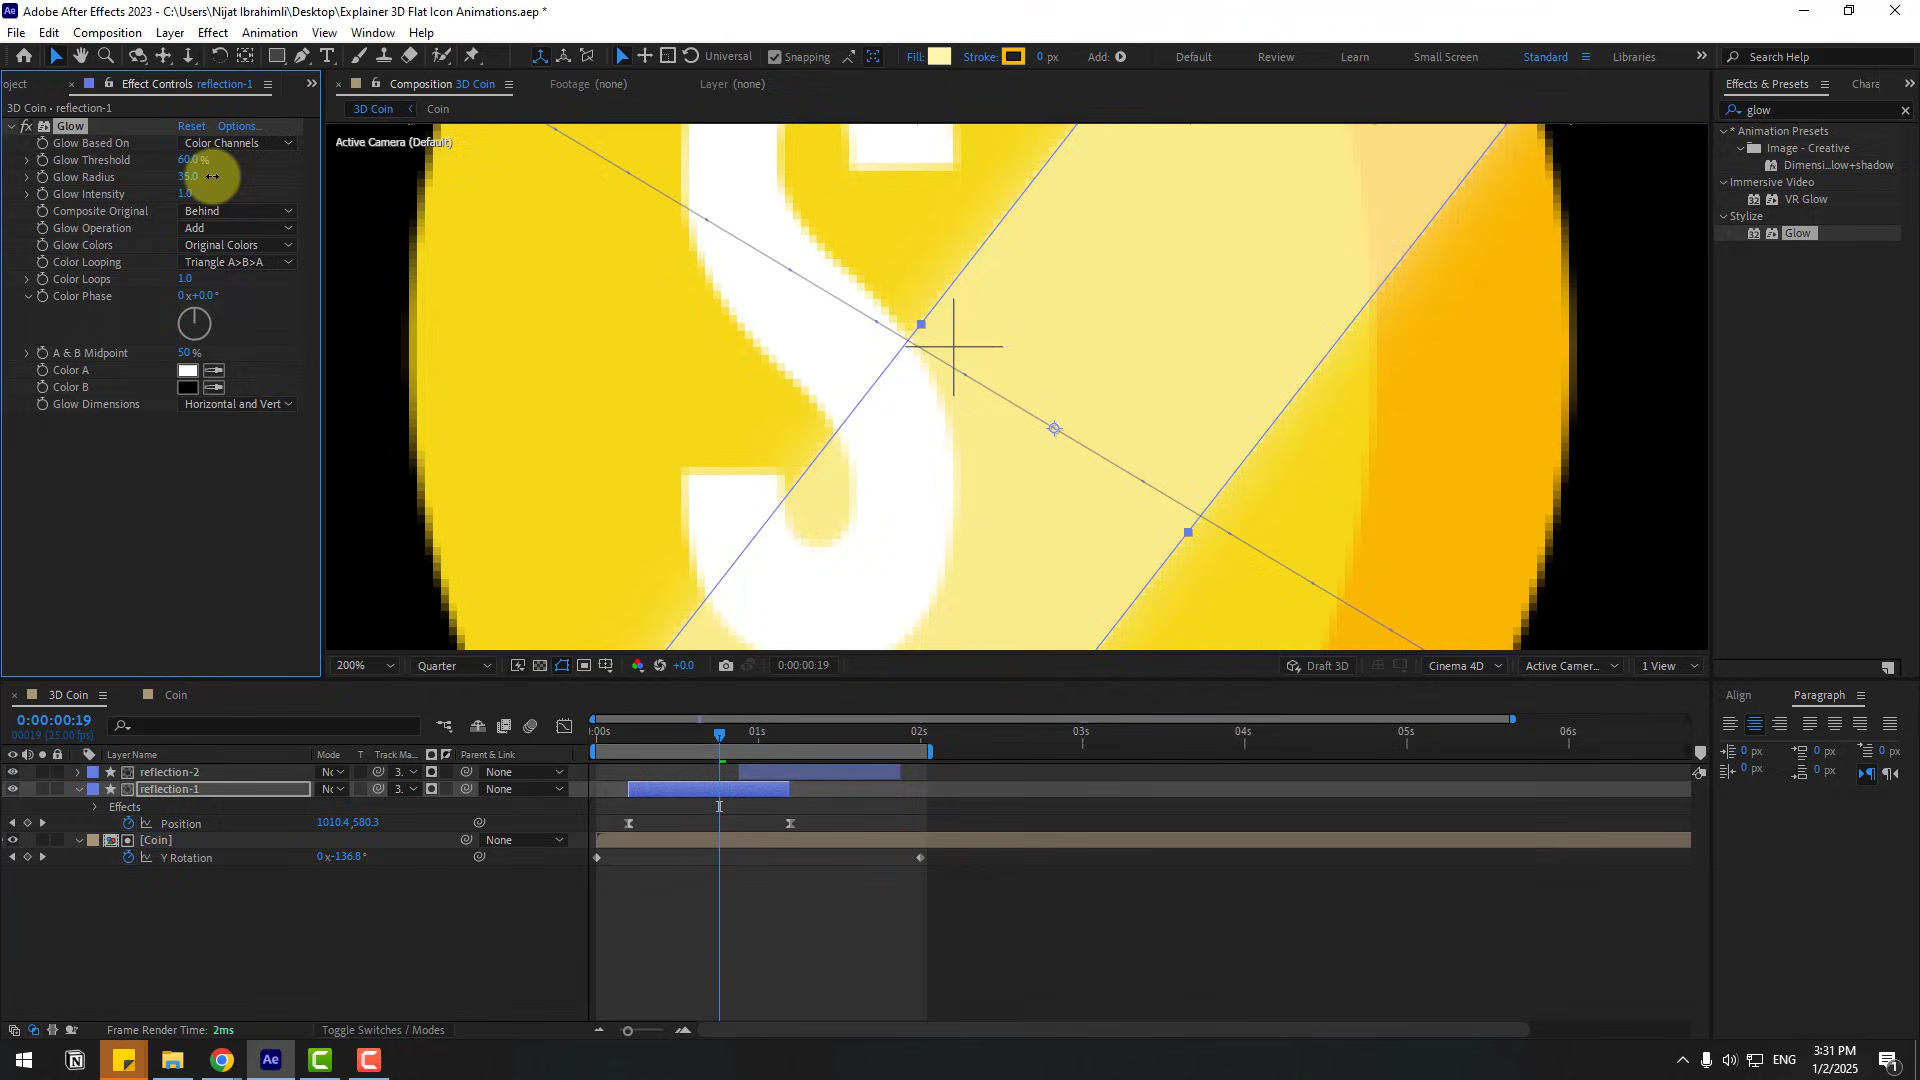 Adobe After Effects 2023 - C:\Users\Nijat Ibrahimli\Desktop\Explainer 3D Flat Icon Animations.aep *
File Edit Composition Layer Effect Animation View Window Help
Universal Snapping Fill: Stroke: 0 px Add: Default Review Learn Small Screen Standard Libraries Search Help
oject Effect Controls reflection-1 Composition 3D Coin Footage (none) Layer (none) Effects & Presets Chara
3D Coin • reflection-1
3D Coin Coin
glow
fx Glow Reset Options...
Glow Based On Color Channels
Glow Threshold 60.0 %
Glow Radius 35.0
Glow Intensity 1.0
Composite Original Behind
Glow Operation Add
Glow Colors Original Colors
Color Looping Triangle A>B>A
Color Loops 1.0
Color Phase 0 x+0.0 °
A & B Midpoint 50 %
Color A
Color B
Glow Dimensions Horizontal and Vert
Active Camera (Default)
* Animation Presets
Image - Creative
Dimensi...low+shadow
Immersive Video
VR Glow
Stylize
Glow
200% Quarter +0.0 0:00:00:19 Draft 3D Cinema 4D Active Camer... 1 View
3D Coin Coin
Align Paragraph
0:00:00:19
00019 (25.00 fps)
:00s 01s 02s 03s 04s 05s 06s
0 px 0 px 0 px
0 px 0 px
Layer Name Mode T Track Ma... Parent & Link
reflection-2 Nc 3. None
reflection-1 Nc 3. None
Effects
Position 1010.4,580.3
[Coin] None
Y Rotation 0 x-136.8 °
Frame Render Time: 2ms Toggle Switches / Modes
ENG
3:31 PM
1/2/2025
1